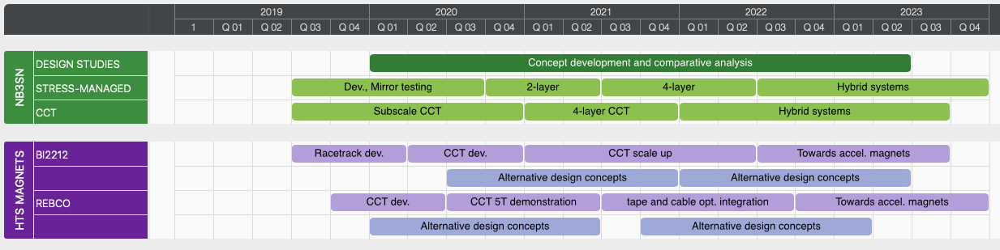 2019 2020 2021 2022 2023
1 Q 01 Q 02 Q 03 Q 04 Q 01 Q 02 Q 03 Q 04 Q 01 Q 02 Q 03 Q 04 Q 01 Q 02 Q 03 Q 04 Q 01 Q 02 Q 03 Q 04
NB3SN
DESIGN STUDIES Concept development and comparative analysis
STRESS-MANAGED Dev., Mirror testing 2-layer 4-layer Hybrid systems
CCT Subscale CCT 4-layer CCT Hybrid systems
HTS MAGNETS
BI2212 Racetrack dev. CCT dev. CCT scale up Towards accel. magnets
Alternative design concepts Alternative design concepts
REBCO CCT dev. CCT 5T demonstration tape and cable opt. integration Towards accel. magnets
Alternative design concepts Alternative design concepts